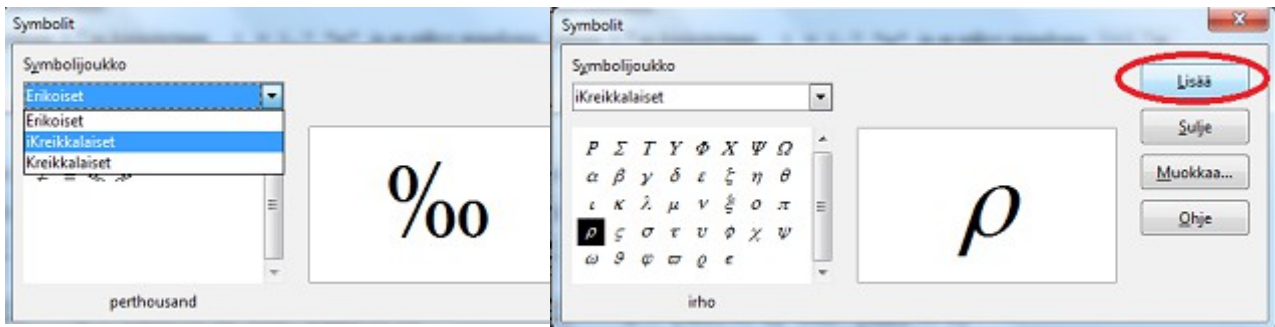 Symbolit
Symbolijoukko
Erikoiset
Erikoiset
iKreikkalaiset
Kreikkalaiset
‰
perthousand
Symbolit
Symbolijoukko
iKreikkalaiset
Ρ Σ Τ Υ Φ Χ Ψ Ω
α β γ δ ε ζ η θ
ι κ λ μ ν ξ ο π
ρ ς σ τ υ ϕ χ ψ
ω ϑ φ ϖ ϱ ϵ
ρ
irho
Lisää
Sulje
Muokkaa...
Ohje